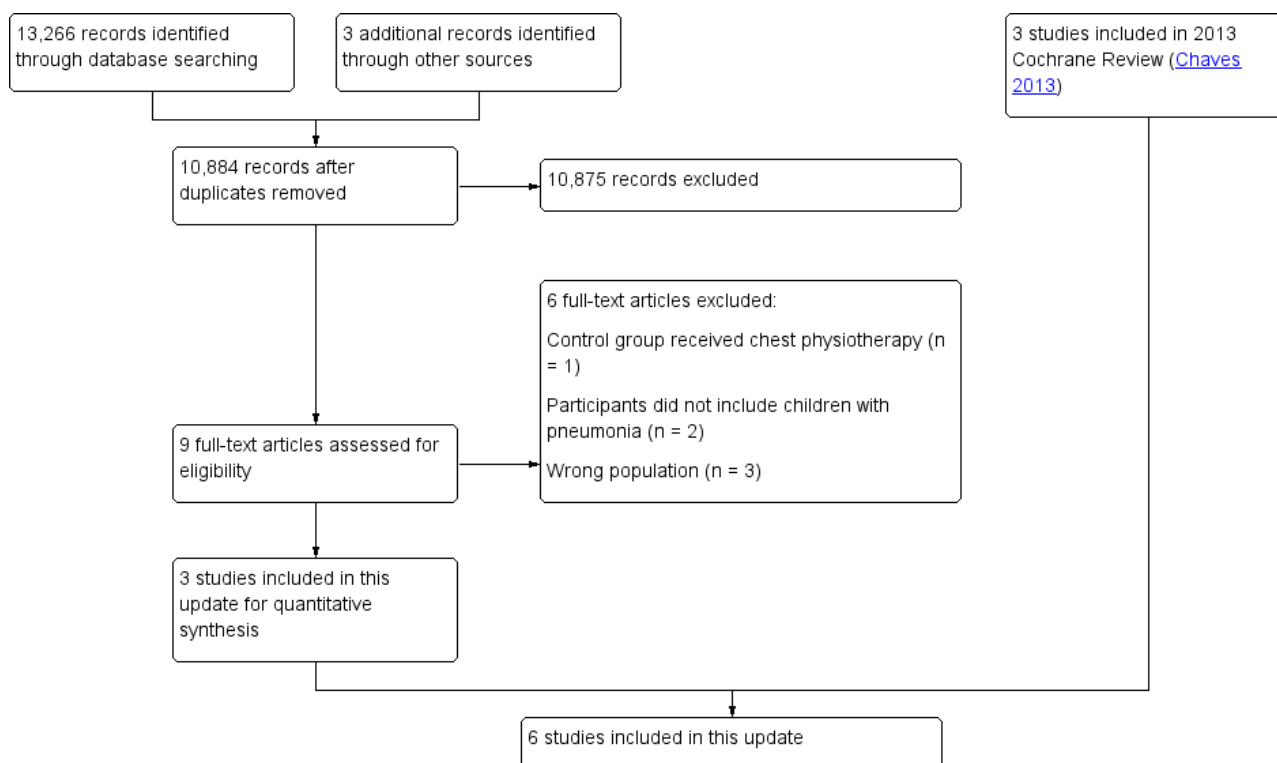 13,266 records identified
through database searching
3 additional records identified
through other sources
3 studies included in 2013
Cochrane Review (Chaves
2013)
10,884 records after
duplicates removed
10,875 records excluded
6 full-text articles excluded:
Control group received chest physiotherapy (n
= 1)
Participants did not include children with
pneumonia (n = 2)
Wrong population (n = 3)
9 full-text articles assessed for
eligibility
3 studies included in this
update for quantitative
synthesis
6 studies included in this update